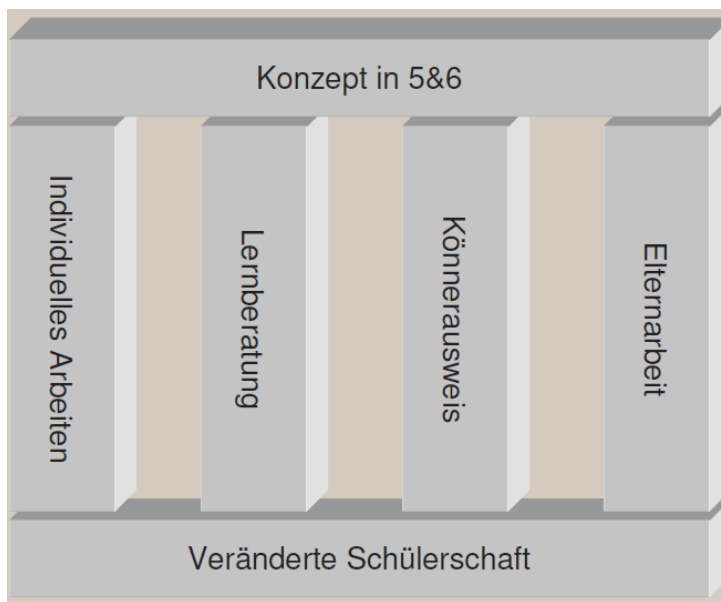 Konzept in 5&6
Individuelles Arbeiten
Lernberatung
Könnerausweis
Elternarbeit
Veränderte Schülerschaft